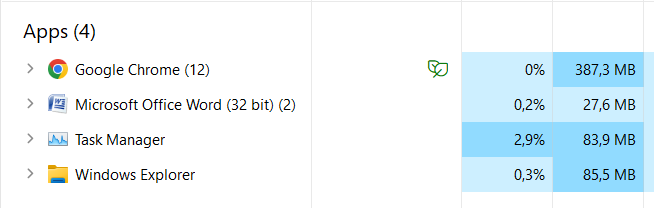 Apps (4)
Google Chrome (12) 0% 387,3 MB
Microsoft Office Word (32 bit) (2) 0,2% 27,6 MB
Task Manager 2,9% 83,9 MB
Windows Explorer 0,3% 85,5 MB